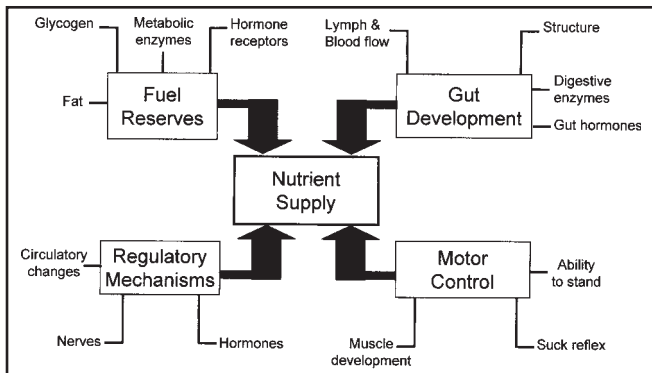 Glycogen
Metabolic
enzymes
Hormone
receptors
Fat
Fuel
Reserves
Lymph &
Blood flow
Structure
Gut
Development
Digestive
enzymes
Gut hormones
Nutrient
Supply
Circulatory
changes
Regulatory
Mechanisms
Nerves
Hormones
Motor
Control
Ability
to stand
Muscle
development
Suck reflex